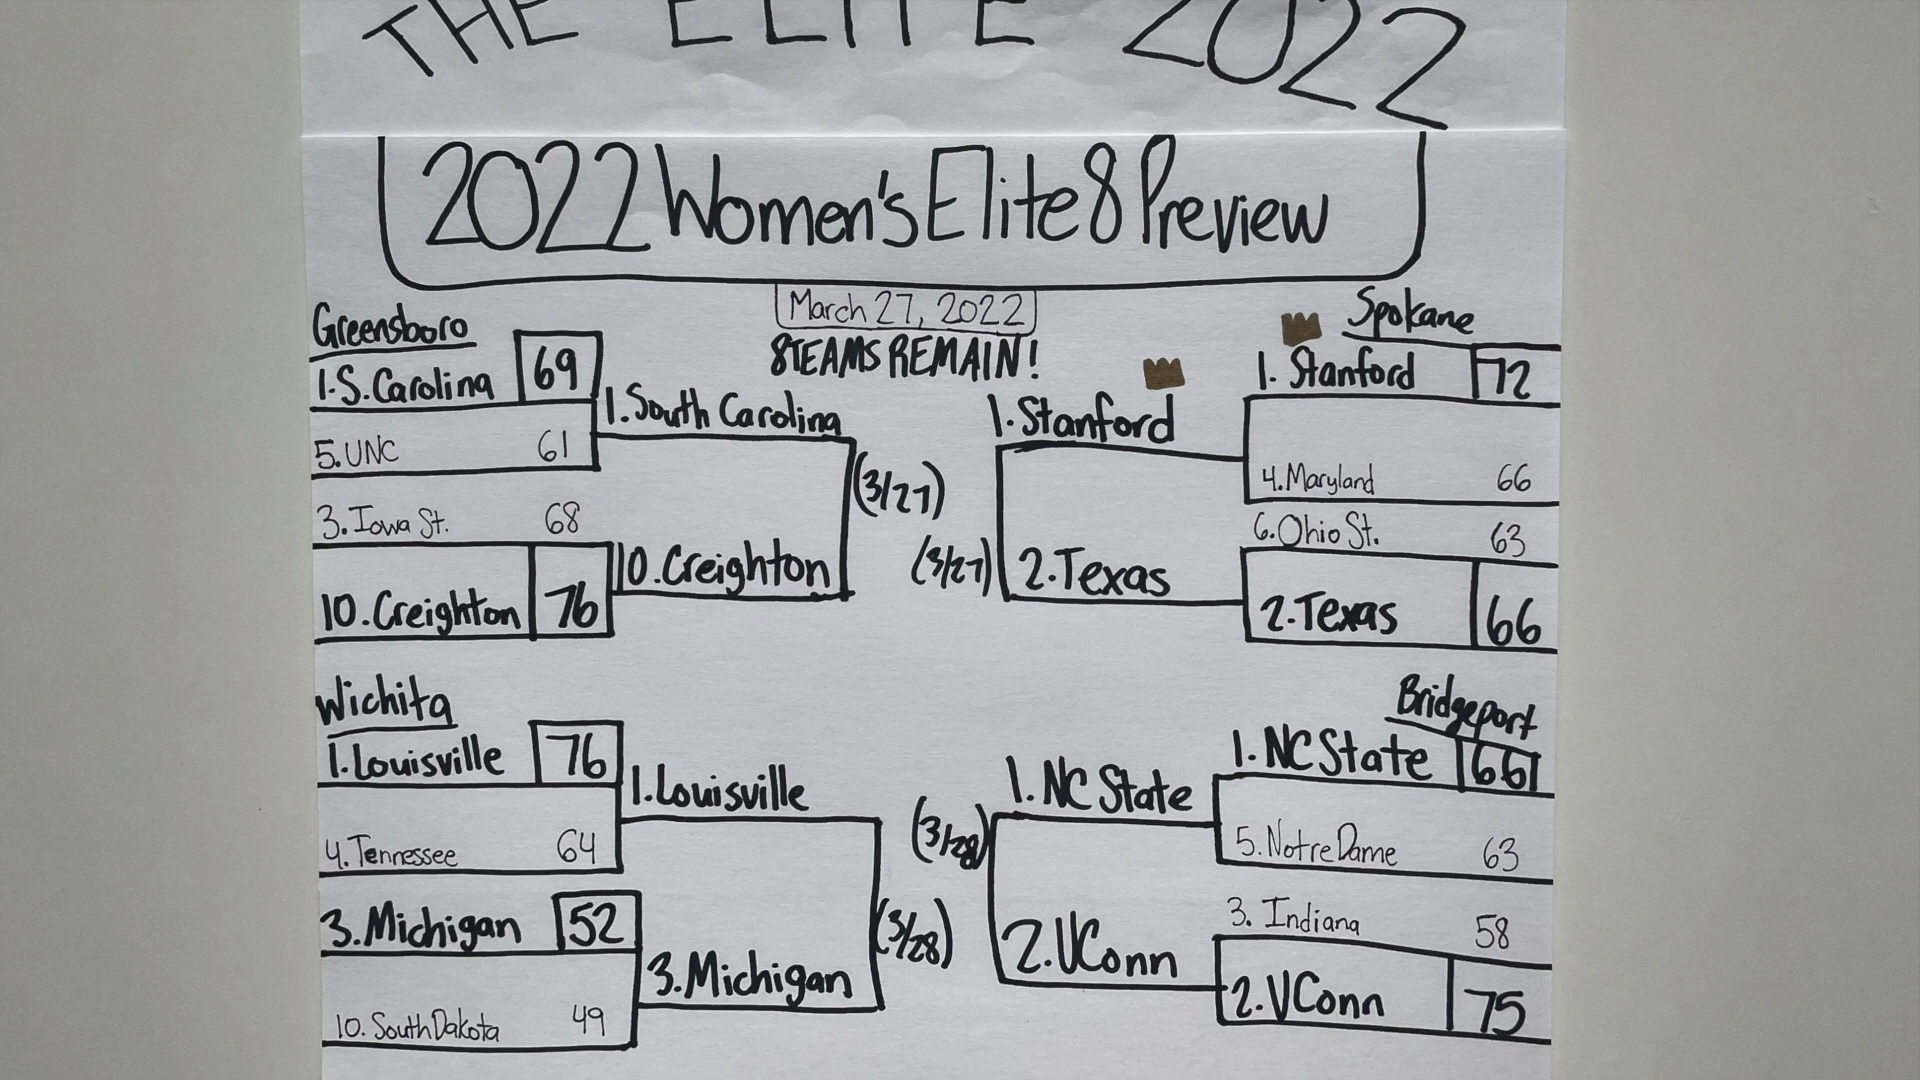 THE ELITE 2022
2022 Women's Elite 8 Preview
March 27, 2022
8 TEAMS REMAIN!
Greensboro
1. S. Carolina 69
5. UNC 61
3. Iowa St. 68
10. Creighton 76
1. South Carolina
10. Creighton
(3/27)
Wichita
1. Louisville 76
4. Tennessee 64
3. Michigan 52
10. South Dakota 49
1. Louisville
3. Michigan
(3/28)
Spokane
1. Stanford 72
4. Maryland 66
6. Ohio St. 63
2. Texas 66
1. Stanford
2. Texas
(3/27)
Bridgeport
1. NC State 66
5. Notre Dame 63
3. Indiana 58
2. UConn 75
1. NC State
2. UConn
(3/28)